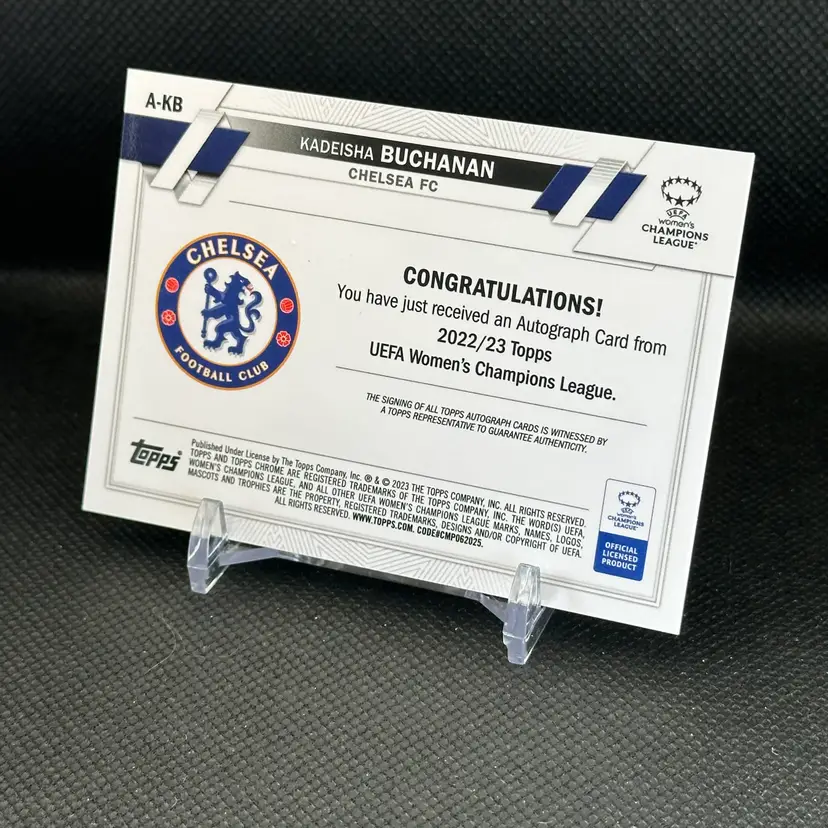 A-KB
KADEISHA BUCHANAN
CHELSEA FC
UEFA
women's
CHAMPIONS
LEAGUE
CHELSEA
FOOTBALL CLUB
CONGRATULATIONS!
You have just received an Autograph Card from
2022/23 Topps
UEFA Women's Champions League.
THE SIGNING OF ALL TOPPS AUTOGRAPH CARDS IS WITNESSED BY
A TOPPS REPRESENTATIVE TO GUARANTEE AUTHENTICITY.
topps®
Published Under License by The Topps Company, Inc. ® & © 2023 THE TOPPS COMPANY, INC. ALL RIGHTS RESERVED.
TOPPS AND TOPPS CHROME ARE REGISTERED TRADEMARKS OF THE TOPPS COMPANY, INC. THE WORD(S) UEFA,
WOMEN'S CHAMPIONS LEAGUE, AND ALL OTHER UEFA WOMEN'S CHAMPIONS LEAGUE MARKS, NAMES, LOGOS,
MASCOTS AND TROPHIES ARE THE PROPERTY, REGISTERED TRADEMARKS, DESIGNS AND/OR COPYRIGHT OF UEFA.
ALL RIGHTS RESERVED. WWW.TOPPS.COM. CODE#CMP062025.
UEFA
women's
CHAMPIONS
LEAGUE
OFFICIAL
LICENSED
PRODUCT